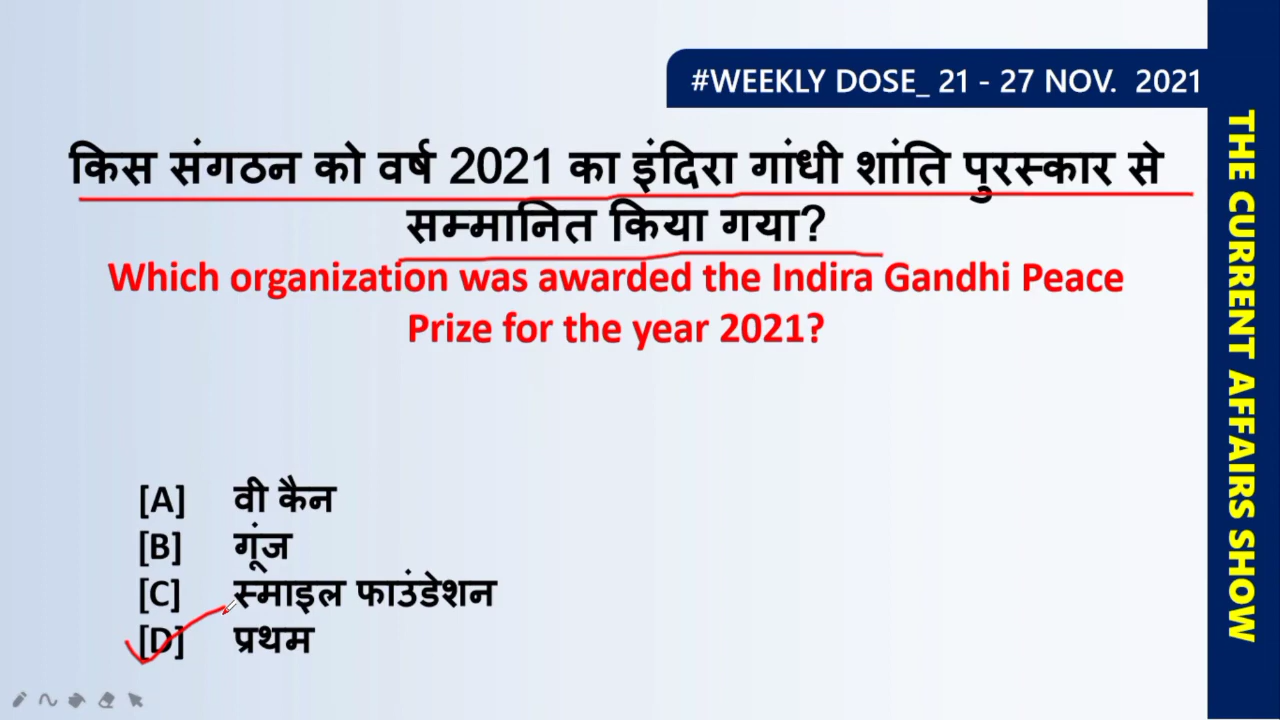 #WEEKLY DOSE_ 21 - 27 NOV.  2021
किस संगठन को वर्ष 2021 का इंदिरा गांधी शांति पुरस्कार से
सम्मानित किया गया?
Which organization was awarded the Indira Gandhi Peace
Prize for the year 2021?
[A] वी कैन
[B] गूंज
[C] स्माइल फाउंडेशन
[D] प्रथम
THE CURRENT AFFAIRS SHOW